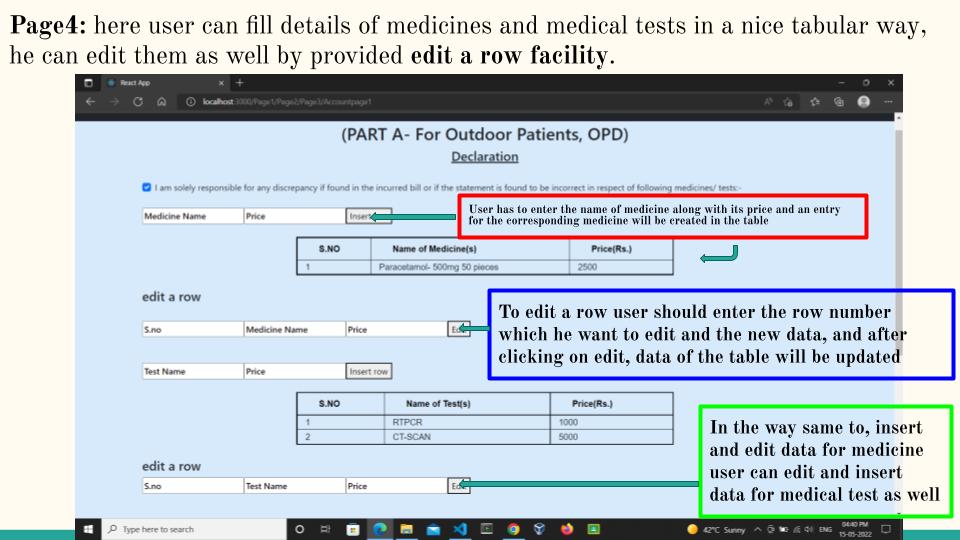 Page4: here user can fill details of medicines and medical tests in a nice tabular way,
he can edit them as well by provided edit a row facility.
React App
localhost:3000/Page1/Page2/Page3/Accountpage1
(PART A- For Outdoor Patients, OPD)
Declaration
I am solely responsible for any discrepancy if found in the incurred bill or if the statement is found to be incorrect in respect of following medicines/ tests:-
Medicine Name Price Insert
User has to enter the name of medicine along with its price and an entry
for the corresponding medicine will be created in the table
S.NO Name of Medicine(s) Price(Rs.)
1 Paracetamol- 500mg 50 pieces 2500
edit a row
S.no Medicine Name Price
To edit a row user should enter the row number
which he want to edit and the new data, and after
clicking on edit, data of the table will be updated
Test Name Price Insert row
S.NO Name of Test(s) Price(Rs.)
1 RTPCR 1000
2 CT-SCAN 5000
In the way same to, insert
and edit data for medicine
user can edit and insert
data for medical test as well
edit a row
S.no Test Name Price
Type here to search
42°C Sunny ENG 04:40 PM
15-05-2022